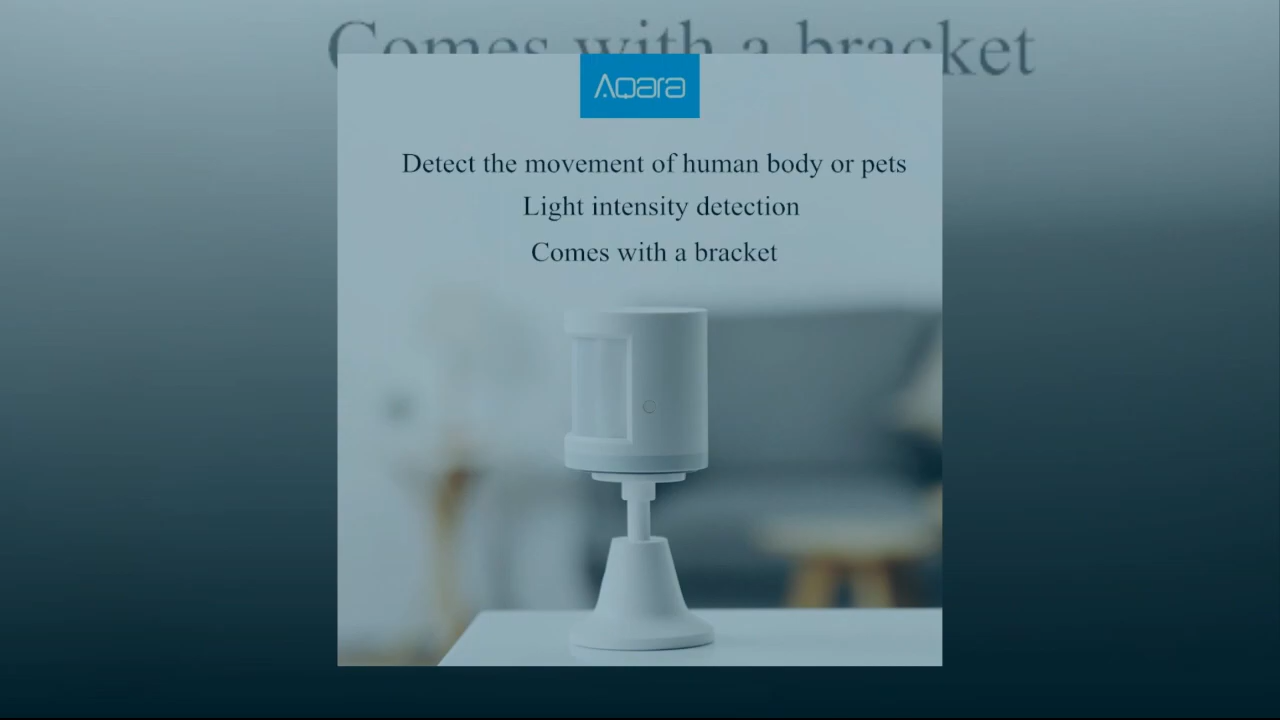 Comes with a bracket
Aqara
Detect the movement of human body or pets
Light intensity detection
Comes with a bracket